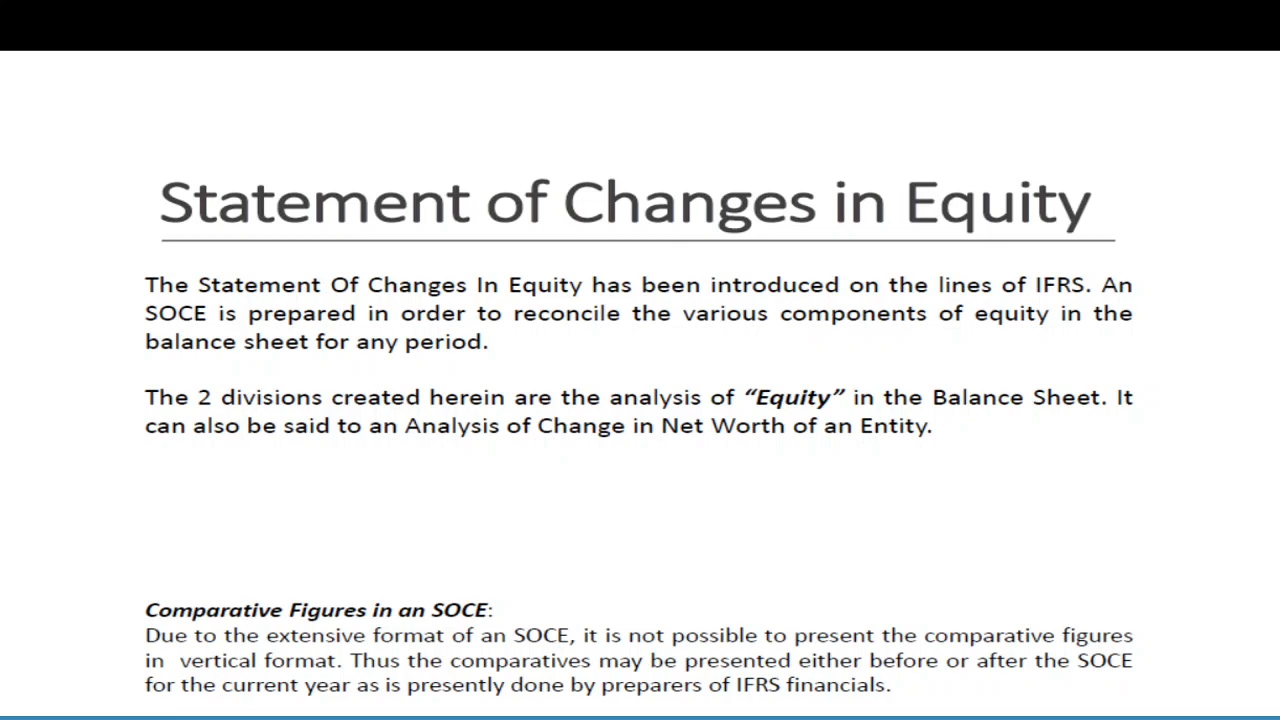 Statement of Changes in Equity
The Statement Of Changes In Equity has been introduced on the lines of IFRS. An
SOCE is prepared in order to reconcile the various components of equity in the
balance sheet for any period.
The 2 divisions created herein are the analysis of “Equity” in the Balance Sheet. It
can also be said to an Analysis of Change in Net Worth of an Entity.
Comparative Figures in an SOCE:
Due to the extensive format of an SOCE, it is not possible to present the comparative figures
in vertical format. Thus the comparatives may be presented either before or after the SOCE
for the current year as is presently done by preparers of IFRS financials.